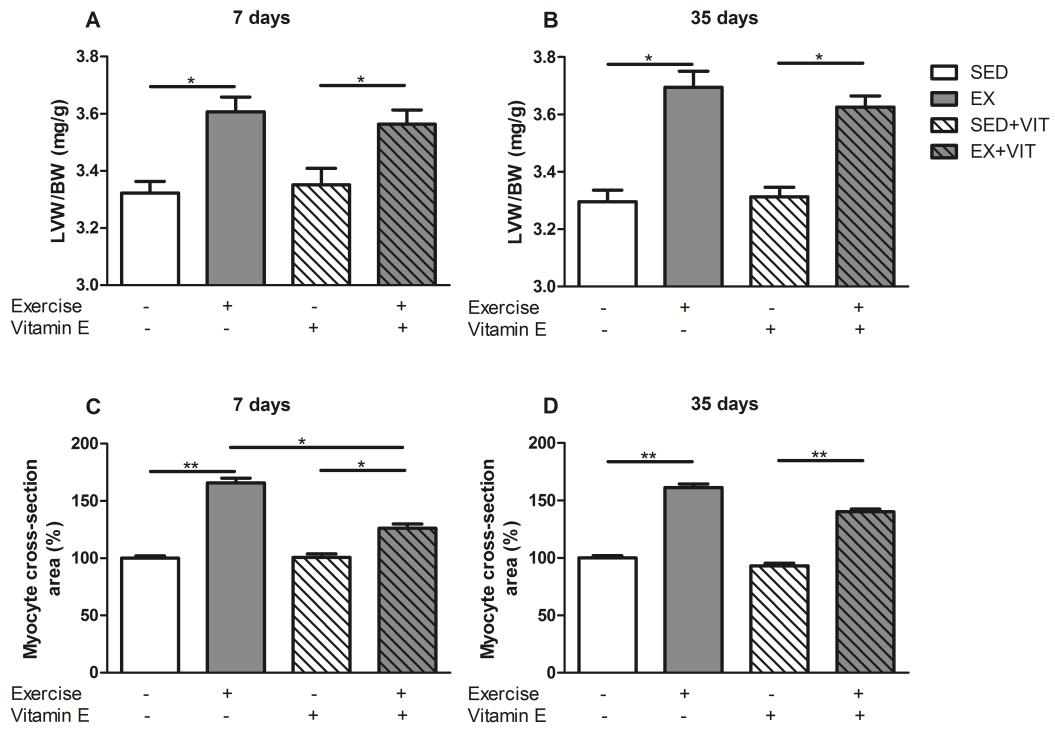 A 7 days
3.8
3.6
3.4
3.2
3.0
LVW/BW (mg/g)
* *
Exercise - + - +
Vitamin E - - + +
B 35 days
3.8
3.6
3.4
3.2
3.0
LVW/BW (mg/g)
* *
Exercise - + - +
Vitamin E - - + +
SED
EX
SED+VIT
EX+VIT
C 7 days
200
150
100
50
0
Myocyte cross-section
area (%)
*
** *
Exercise - + - +
Vitamin E - - + +
D 35 days
200
150
100
50
0
Myocyte cross-section
area (%)
** **
Exercise - + - +
Vitamin E - - + +